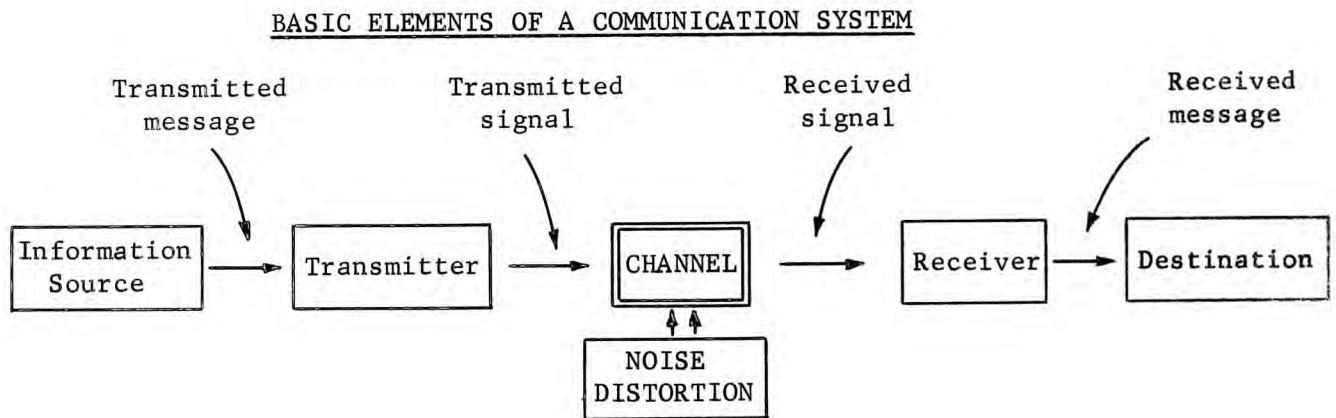 BASIC ELEMENTS OF A COMMUNICATION SYSTEM
Transmitted
message
Transmitted
signal
Received
signal
Received
message
Information
Source
Transmitter
CHANNEL
Receiver
Destination
NOISE
DISTORTION